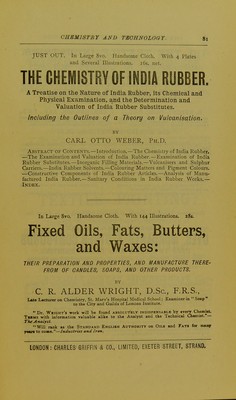 CHEMISTRY AND TECHNOLOGY. 81
JUST OUT. In Large 8vo. Handsome Cloth. With 4 Plates
and Several Illustrations. 16s. net.
THE CHEMISTRY OF INDIA RUBBER.
A Treatise on the Nature of India Rubber, its Chemical and
Physical Examination, and the Determination and
Valuation of India Rubber Substitutes.
Including the Outlines of a Theory on Vulcanisation.
BY
CARL OTTO WEBER, PH.D.
ABSTRACT OF CONTENTS.—Introduction.—The Chemistry of India Rubber.
—The Examination and Valuation of India Rubber.—Examination of India
Rubber Substitutes.—Inorganic Filling Materials.—Vulcanisers and Sulphur
Carriers.—India Rubber Solvents.—Colouring Matters and Pigment Colours.
—Constructive Components of India Rubber Articles.—Analysis of Manu-
factured India Rubber.—Sanitary Conditions in India Rubber Works.—
INDEX.
In Large 8vo. Handsome Cloth. With 144 Illustrations. 28s.
Fixed Oils, Fats, Butters,
and Waxes:
THEIR PREPARATION AND PROPERTIES, AND MANUFACTURE THERE-
FROM OF CANDLES, SOAPS, AND OTHER PRODUCTS.
BY
C. R. ALDER WRIGHT, D.Sc., F.R.S.,
Late Lecturer on Chemistry, St. Mary's Hospital Medical School; Examiner in "Soap"
to the City and Guilds of London Institute.
"Dr. WRIGHT'S work will be found ABSOLUTELY INDISPENSABLE by every Chemist.
TEEMS with information valuable alike to the Analyst and the Technical Chemist."—
The Analyst.
"Will rank as the STANDARD ENGLISH AUTHORITY on OILS and FATS for many
years to come."—Industries and Iron.
LONDON: CHARLES GRIFFIN & CO., LIMITED, EXETER STREET, STRAND.